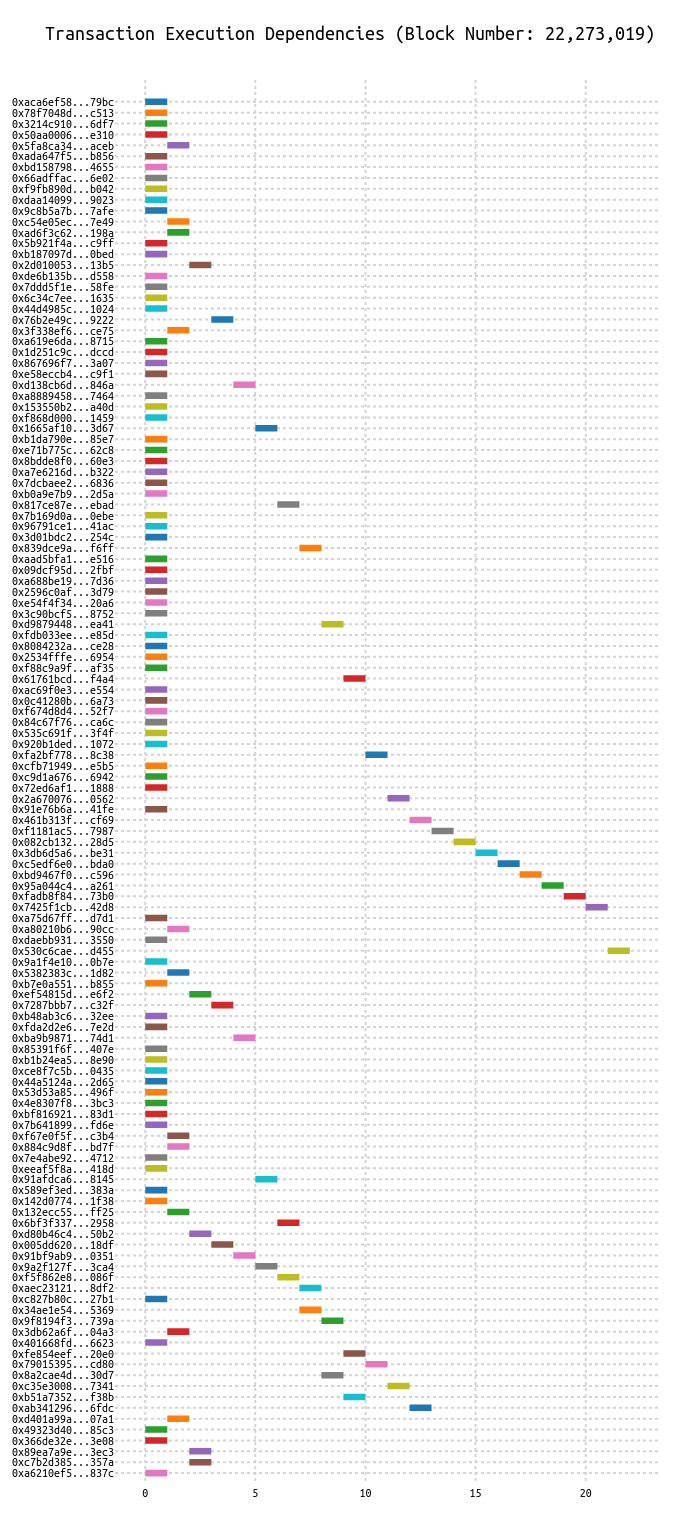 Transaction Execution Dependencies (Block Number: 22,273,019)
0xaca6ef58...79bc
0x78f7048d...c513
0x3214c910...6df7
0x50aa0006...e310
0x5fa8ca34...aceb
0xada647f5...b856
0xbd158798...4655
0x66adffac...6e02
0xf9fb890d...b042
0xdaa14099...9023
0x9c8b5a7b...7afe
0xc54e05ec...7e49
0xad6f3c62...198a
0x5b921f4a...c9ff
0xb187097d...0bed
0x2d010053...13b5
0xde6b135b...d558
0x7ddd5f1e...58fe
0x6c34c7ee...1635
0x44d4985c...1024
0x76b2e49c...9222
0x3f338ef6...ce75
0xa619e6da...8715
0x1d251c9c...dccd
0x867696f7...3a07
0xe58eccb4...c9f1
0xd138cb6d...846a
0xa8889458...7464
0x153550b2...a40d
0xf868d000...1459
0x1665af10...3d67
0xb1da790e...85e7
0xe71b775c...62c8
0x8bdde8f0...60e3
0xa7e6216d...b322
0x7dcbaee2...6836
0xb0a9e7b9...2d5a
0x817ce87e...ebad
0x7b169d0a...0ebe
0x96791ce1...41ac
0x3d01bdc2...254c
0x839dce9a...f6ff
0xaad5bfa1...e516
0x09dcf95d...2fbf
0xa688be19...7d36
0x2596c0af...3d79
0xe54f4f34...20a6
0x3c90bcf5...8752
0xd9879448...ea41
0xfdb033ee...e85d
0x8084232a...ce28
0x2534fffe...6954
0xf88c9a9f...af35
0x61761bcd...f4a4
0xac69f0e3...e554
0x0c41280b...6a73
0xf674d8d4...52f7
0x84c67f76...ca6c
0x535c691f...3f4f
0x920b1ded...1072
0xfa2bf778...8c38
0xcfb71949...e5b5
0xc9d1a676...6942
0x72ed6af1...1888
0x2a670076...0562
0x91e76b6a...41fe
0x461b313f...cf69
0xf1181ac5...7987
0x082cb132...28d5
0x3db6d5a6...be31
0xc5edf6e0...bda0
0xbd9467f0...c596
0x95a044c4...a261
0xfadb8f84...73b0
0x7425f1cb...42d8
0xa75d67ff...d7d1
0xa80210b6...90cc
0xdaebb931...3550
0x530c6cae...d455
0x9a1f4e10...0b7e
0x5382383c...1d82
0xb7e0a551...b855
0xef54815d...e6f2
0x7287bbb7...c32f
0xb48ab3c6...32ee
0xfda2d2e6...7e2d
0xba9b9871...74d1
0x85391f6f...407e
0xb1b24ea5...8e90
0xce8f7c5b...0435
0x44a5124a...2d65
0x53d53a85...496f
0x4e8307f8...3bc3
0xbf816921...83d1
0x7b641899...fd6e
0xf67e0f5f...c3b4
0x884c9d8f...bd7f
0x7e4abe92...4712
0xeeaf5f8a...418d
0x91afdca6...8145
0x589ef3ed...383a
0x142d0774...1f38
0x132ecc55...ff25
0x6bf3f337...2958
0xd80b46c4...50b2
0x005dd620...18df
0x91bf9ab9...0351
0x9a2f127f...3ca4
0xf5f862e8...086f
0xaec23121...8df2
0xc827b80c...27b1
0x34ae1e54...5369
0x9f8194f3...739a
0x3db62a6f...04a3
0x401668fd...6623
0xfe854eef...20e0
0x79015395...cd80
0x8a2cae4d...30d7
0xc35e3008...7341
0xb51a7352...f38b
0xab341296...6fdc
0xd401a99a...07a1
0x49323d40...85c3
0x366de32e...3e08
0x89ea7a9e...3ec3
0xc7b2d385...357a
0xa6210ef5...837c
0 5 10 15 20